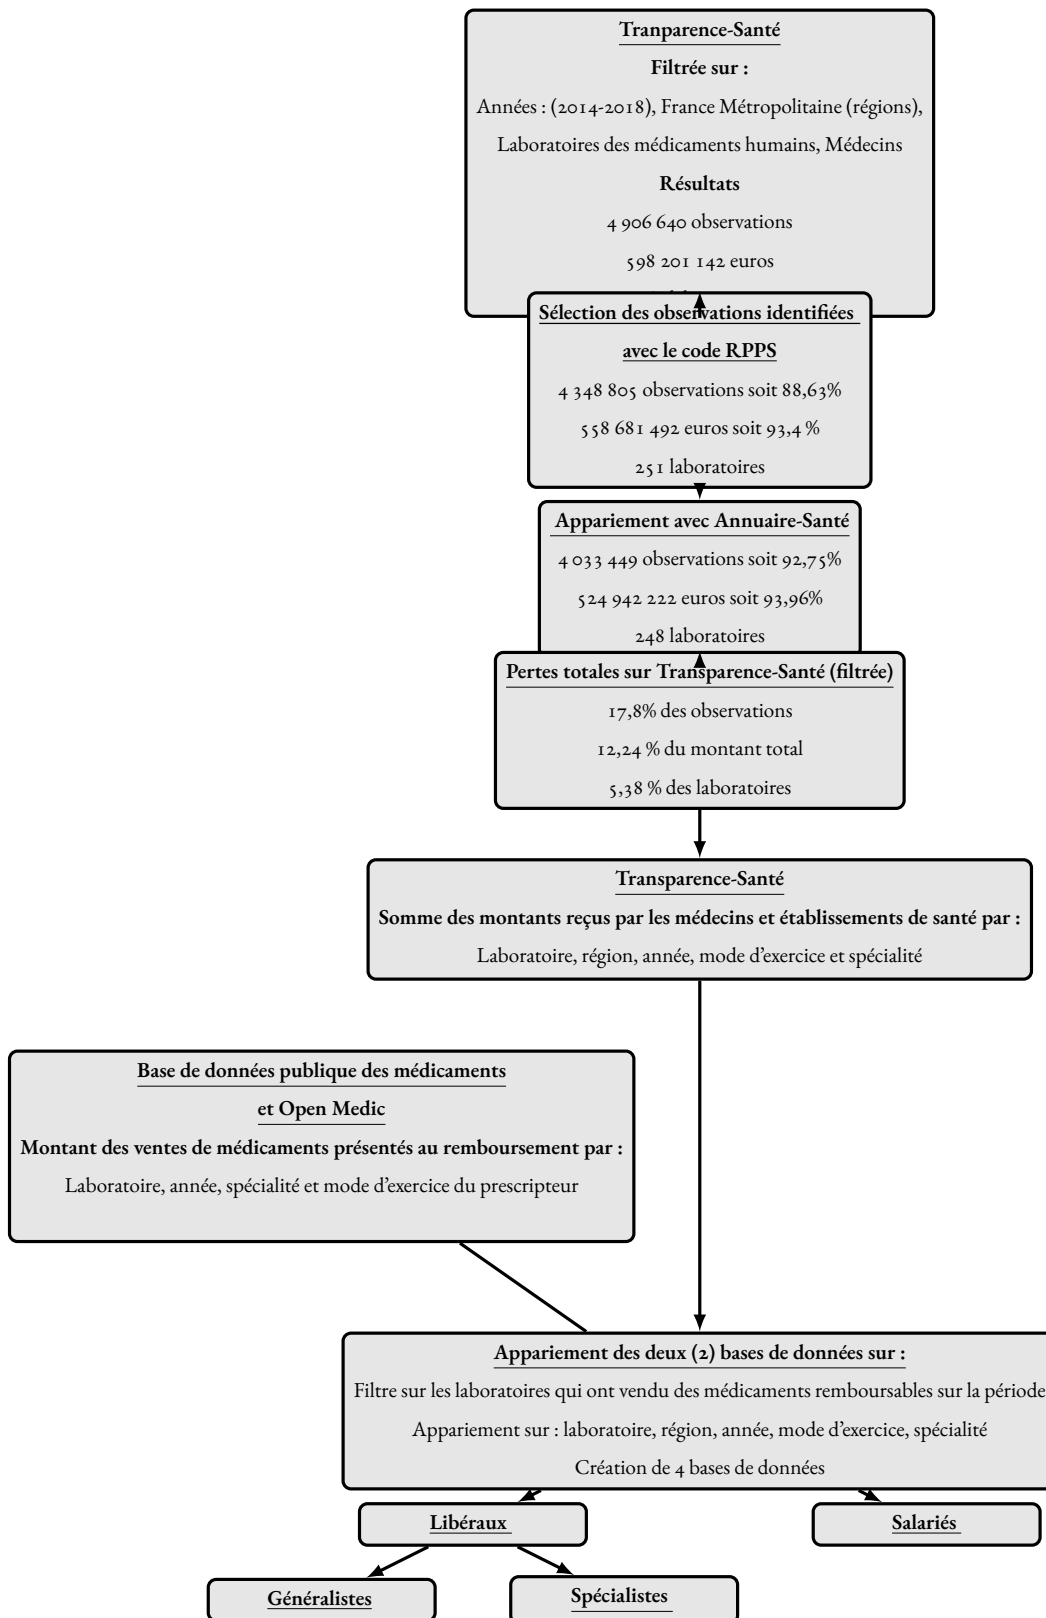 Tranparence-Santé
Filtrée sur :
Années : (2014-2018), France Métropolitaine (régions),
Laboratoires des médicaments humains, Médecins
Résultats
4 906 640 observations
598 201 142 euros
Sélection des observations identifiées
avec le code RPPS
4 348 805 observations soit 88,63%
558 681 492 euros soit 93,4 %
251 laboratoires
Appariement avec Annuaire-Santé
4 033 449 observations soit 92,75%
524 942 222 euros soit 93,96%
248 laboratoires
Pertes totales sur Transparence-Santé (filtrée)
17,8% des observations
12,24 % du montant total
5,38 % des laboratoires
Transparence-Santé
Somme des montants reçus par les médecins et établissements de santé par :
Laboratoire, région, année, mode d'exercice et spécialité
Base de données publique des médicaments
et Open Medic
Montant des ventes de médicaments présentés au remboursement par :
Laboratoire, année, spécialité et mode d'exercice du prescripteur
Appariement des deux (2) bases de données sur :
Filtre sur les laboratoires qui ont vendu des médicaments remboursables sur la période
Appariement sur : laboratoire, région, année, mode d'exercice, spécialité
Création de 4 bases de données
Libéraux
Salariés
Généralistes
Spécialistes